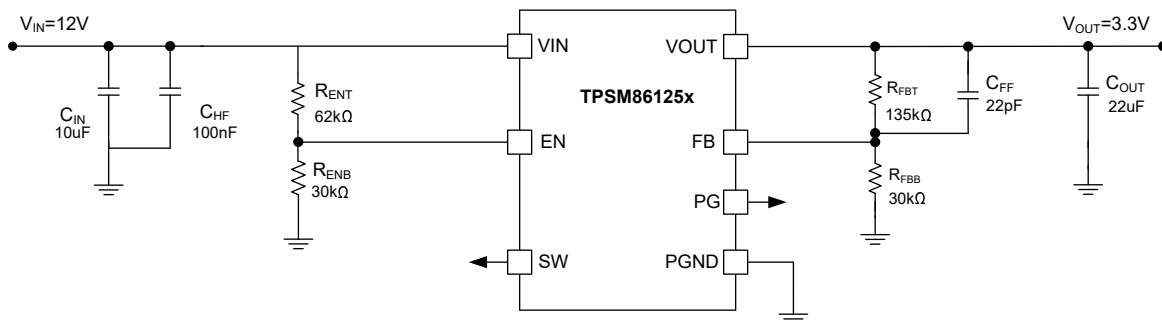 V_IN=12V
V_OUT=3.3V
VIN
VOUT
TPSM86125x
R_ENT
62kΩ
C_IN
10uF
C_HF
100nF
EN
FB
R_FBT
135kΩ
C_FF
22pF
C_OUT
22uF
R_ENB
30kΩ
R_FBB
30kΩ
PG
SW
PGND